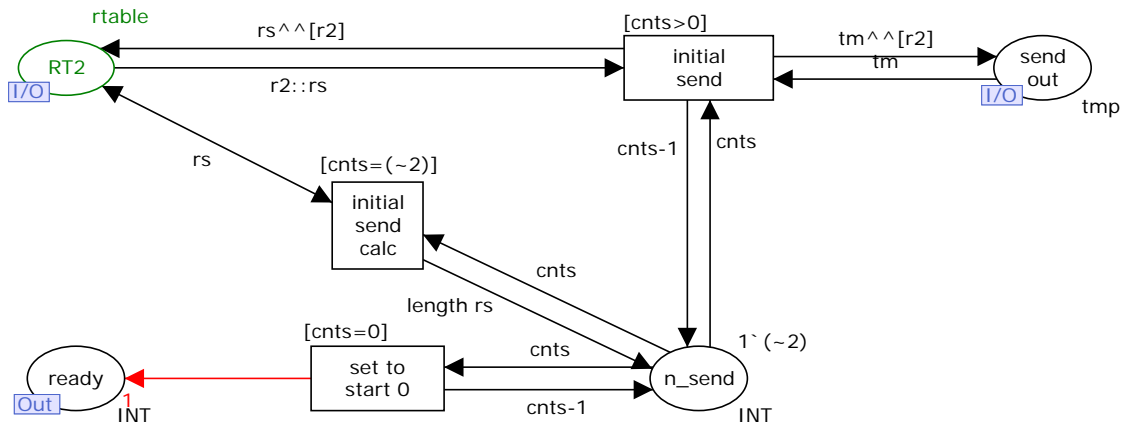 rtable
[cnts>0]
rs^^[r2]
tm^^[r2]
RT2
initial
send
send
out
tm
I/O
r2::rs
I/O
tmp
cnts-1
cnts
rs
[cnts=(~2)]
initial
send
calc
cnts
length rs
[cnts=0]
1`(~2)
cnts
ready
set to
start 0
n_send
Out
1
INT
cnts-1
INT